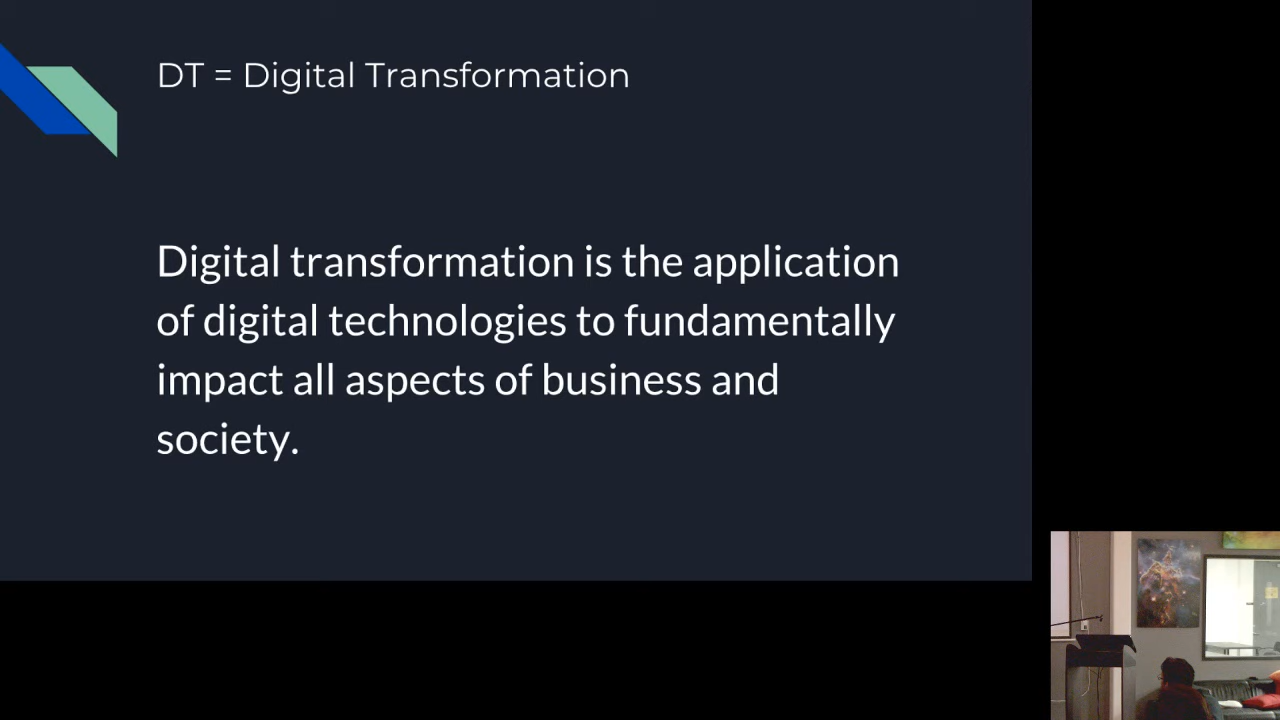 DT = Digital Transformation
Digital transformation is the application
of digital technologies to fundamentally
impact all aspects of business and
society.